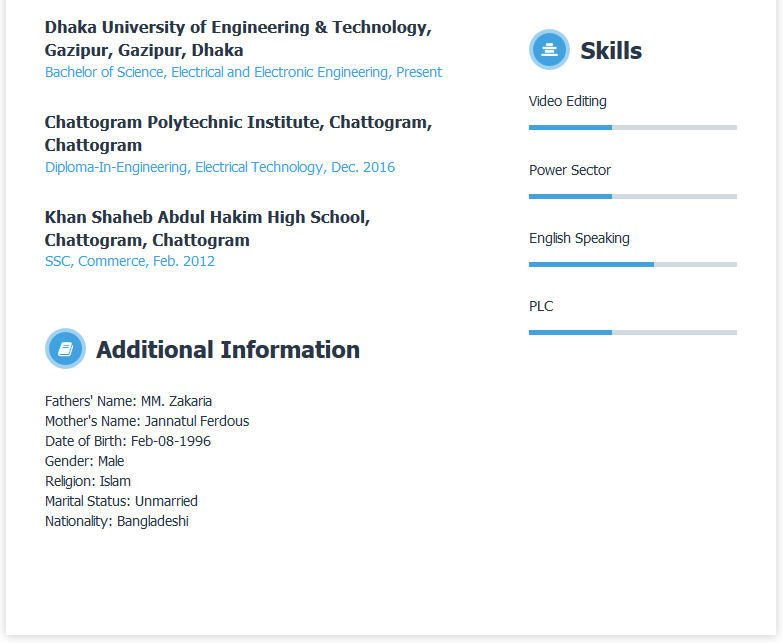 Dhaka University of Engineering & Technology,
Gazipur, Gazipur, Dhaka
Bachelor of Science, Electrical and Electronic Engineering, Present
Chattogram Polytechnic Institute, Chattogram,
Chattogram
Diploma-In-Engineering, Electrical Technology, Dec. 2016
Khan Shaheb Abdul Hakim High School,
Chattogram, Chattogram
SSC, Commerce, Feb. 2012
Additional Information
Fathers' Name: MM. Zakaria
Mother's Name: Jannatul Ferdous
Date of Birth: Feb-08-1996
Gender: Male
Religion: Islam
Marital Status: Unmarried
Nationality: Bangladeshi
Skills
Video Editing
Power Sector
English Speaking
PLC